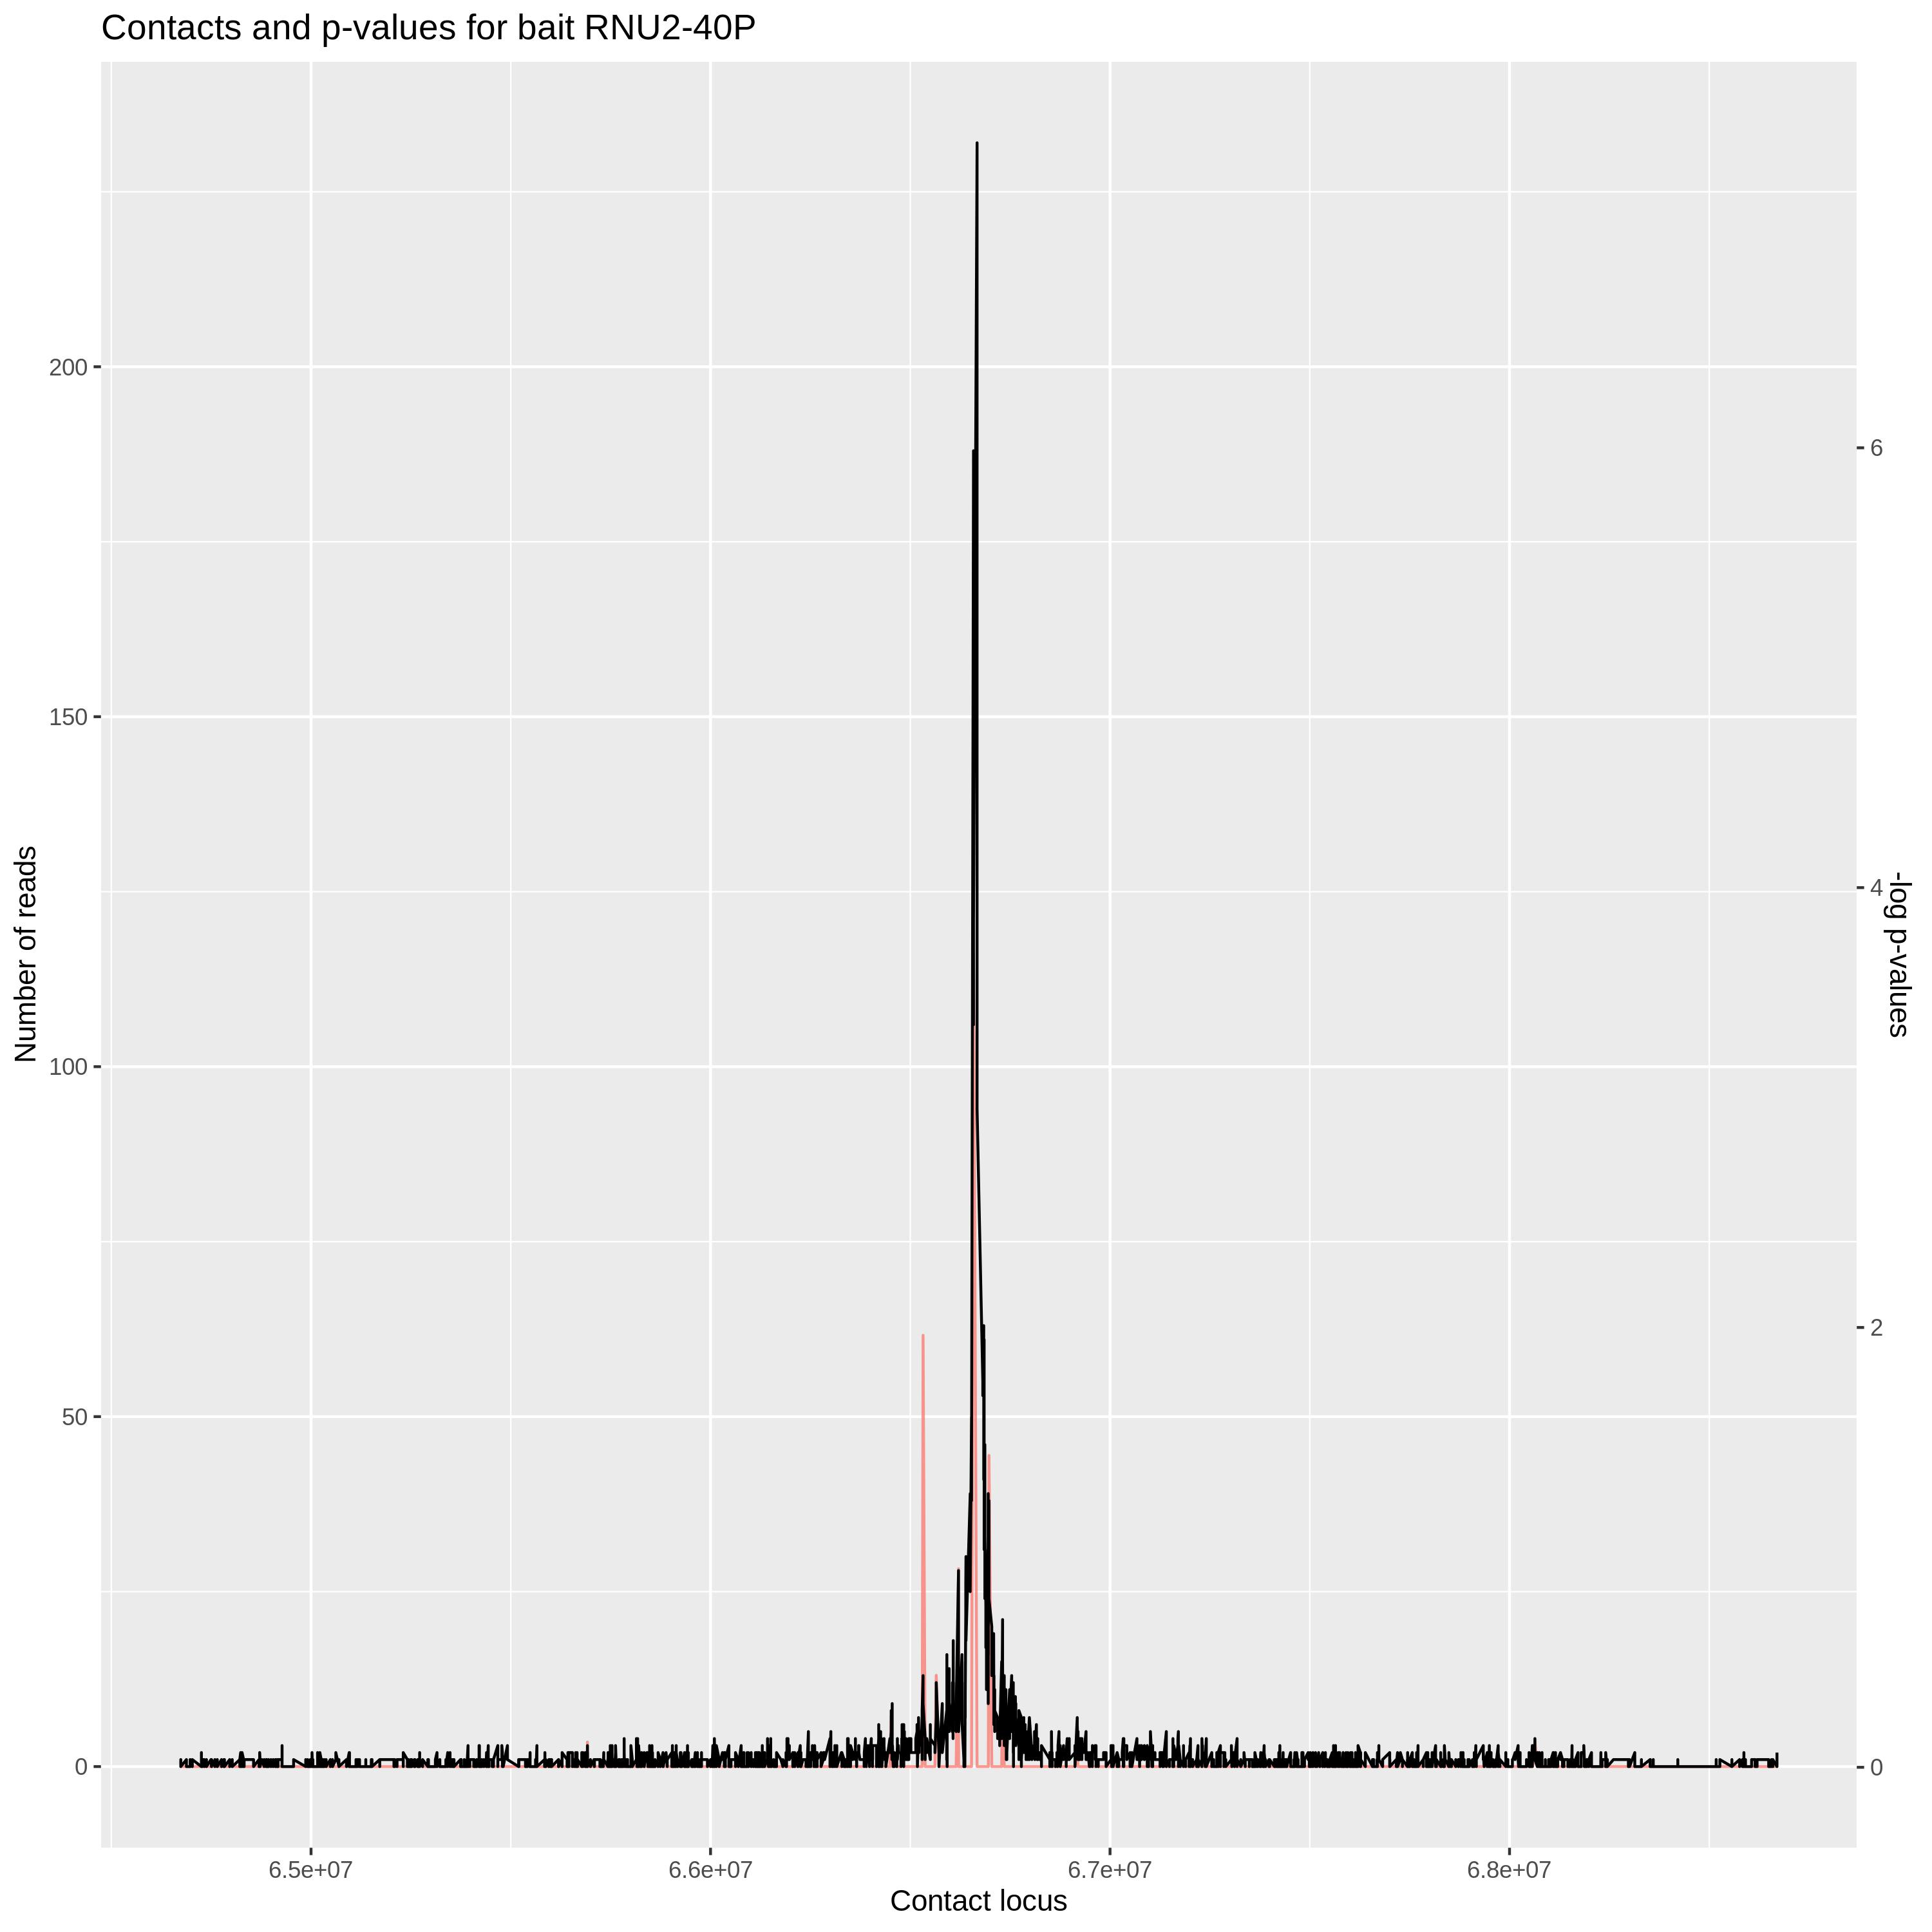 Contacts and p-values for bait RNU2-40P
Number of reads
200
150
100
50
0
6
4
2
0
-log p-values
6.5e+07
6.6e+07
6.7e+07
6.8e+07
Contact locus